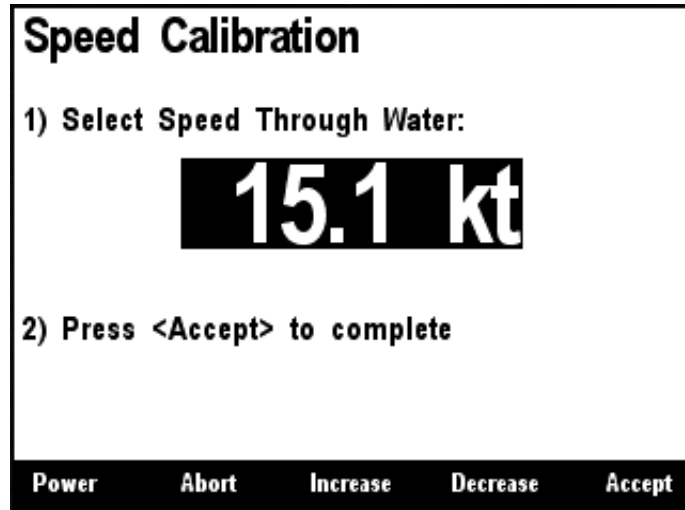 Speed Calibration
1) Select Speed Through Water:
15.1 kt
2) Press <Accept> to complete
Power Abort Increase Decrease Accept